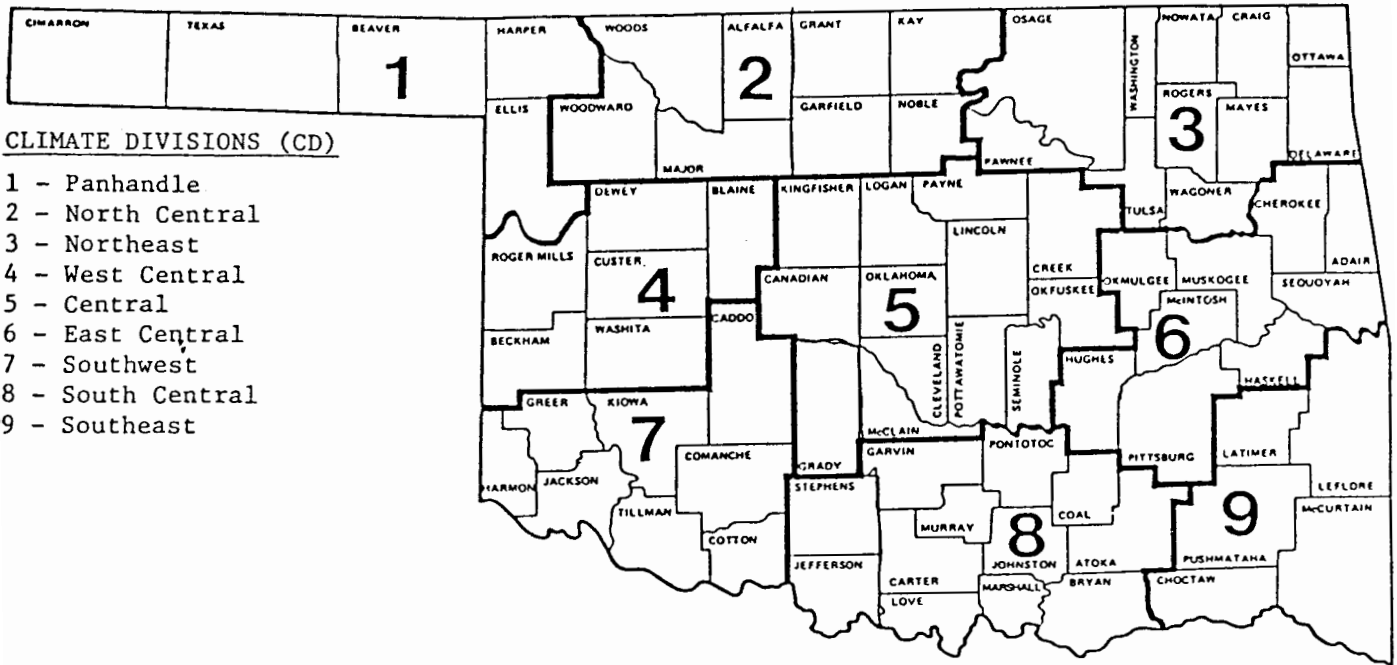 CIMARRON
TEXAS
BEAVER
HARPER
WOODS
ALFALFA
GRANT
KAY
OSAGE
WASHINGTON
NOWATA
CRAIG
OTTAWA
1
2
3
ELLIS
WOODWARD
GARFIELD
NOBLE
ROGERS
MAYES
MAJOR
PAWNEE
DELAWARE
CLIMATE DIVISIONS (CD)
1 - Panhandle
2 - North Central
3 - Northeast
4 - West Central
5 - Central
6 - East Central
7 - Southwest
8 - South Central
9 - Southeast
DEWEY
BLAINE
KINGFISHER
LOGAN
PAYNE
TULSA
WAGONER
CHEROKEE
LINCOLN
ROGER MILLS
CUSTER
CANADIAN
OKLAHOMA
CREEK
OKMULGEE
MUSKOGEE
SEQUOYAH
ADAIR
4
5
6
OKFUSKEE
McINTOSH
BECKHAM
WASHITA
CADDO
CLEVELAND
POTTAWATOMIE
SEMINOLE
HUGHES
HASKELL
GREER
KIOWA
7
McCLAIN
GRADY
GARVIN
PONTOTOC
PITTSBURG
LATIMER
LEFLORE
HARMON
JACKSON
COMANCHE
STEPHENS
TILLMAN
COTTON
MURRAY
8
COAL
9
McCURTAIN
JEFFERSON
JOHNSTON
ATOKA
PUSHMATAHA
CARTER
MARSHALL
BRYAN
CHOCTAW
LOVE